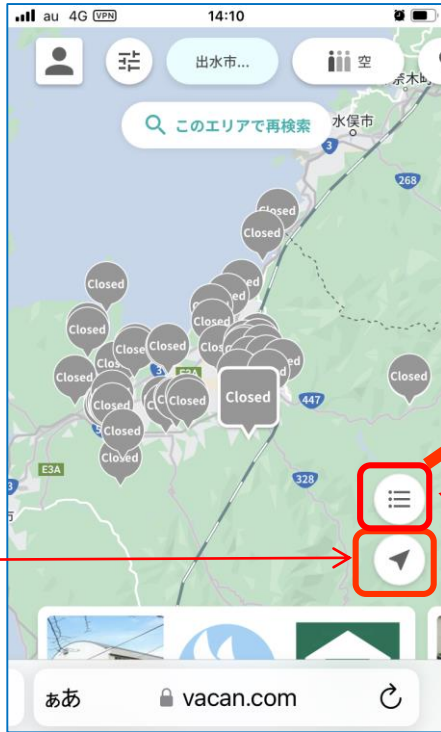 au 4G VPN 14:10
出水市... 空
このエリアで再検索
水俣市
3
268
Closed
Closed
Closed
Closed
Closed
Closed
3 E3A
Closed
Closed
Closed
Closed
Closed
447
Closed
Closed
E3A
328
ぁあ vacan.com